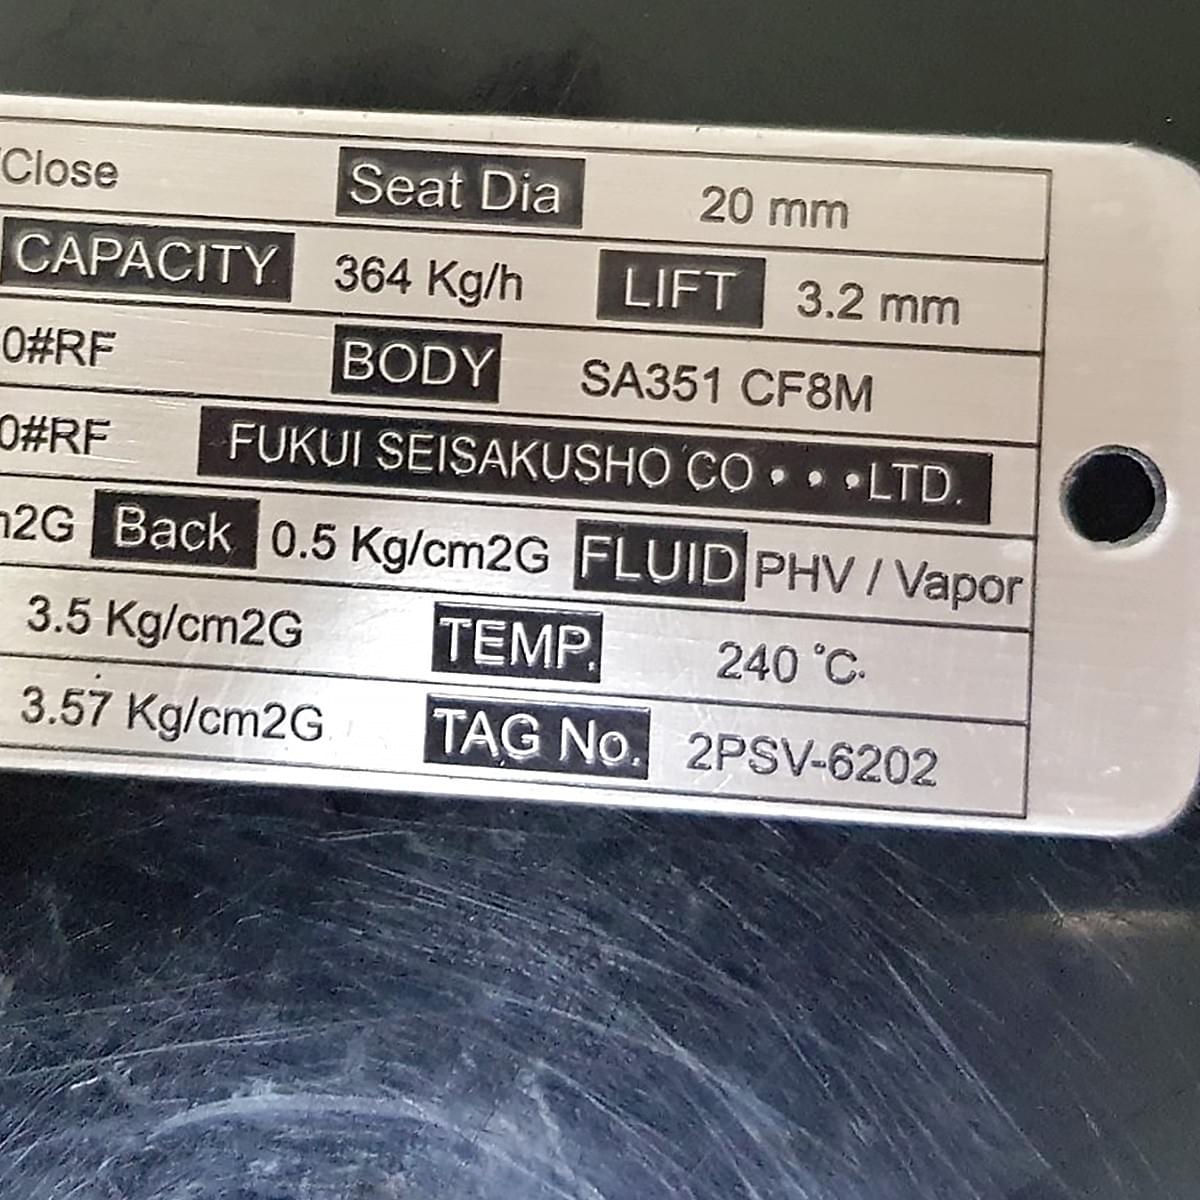 /Close Seat Dia 20 mm
CAPACITY 364 Kg/h LIFT 3.2 mm
0#RF BODY SA351 CF8M
0#RF FUKUI SEISAKUSHO CO・・・LTD.
m2G Back 0.5 Kg/cm2G FLUID PHV / Vapor
3.5 Kg/cm2G TEMP. 240 °C.
3.57 Kg/cm2G TAG No. 2PSV-6202